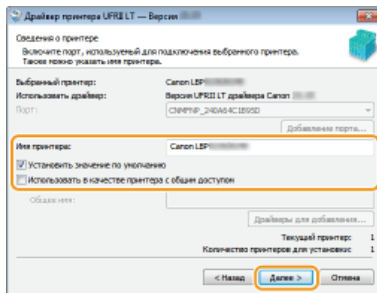 Драйвер принтера UFRII LT — Версия
Сведения о принтере
Включите порт, используемый для подключения выбранного принтера.
Также можно указать имя принтера.
Выбранный принтер: Canon LBP
Использовать драйвер: Версия UFRII LT драйвера Canon
Порт: CNMFNP_240A64C1B95D
Добавление порта...
Имя принтера: Canon LBP
Установить значение по умолчанию
Использовать в качестве принтера с общим доступом
Общее имя:
Драйверы для добавления...
Текущий принтер: 1
Количество принтеров для установки: 1
< Назад Далее > Отмена